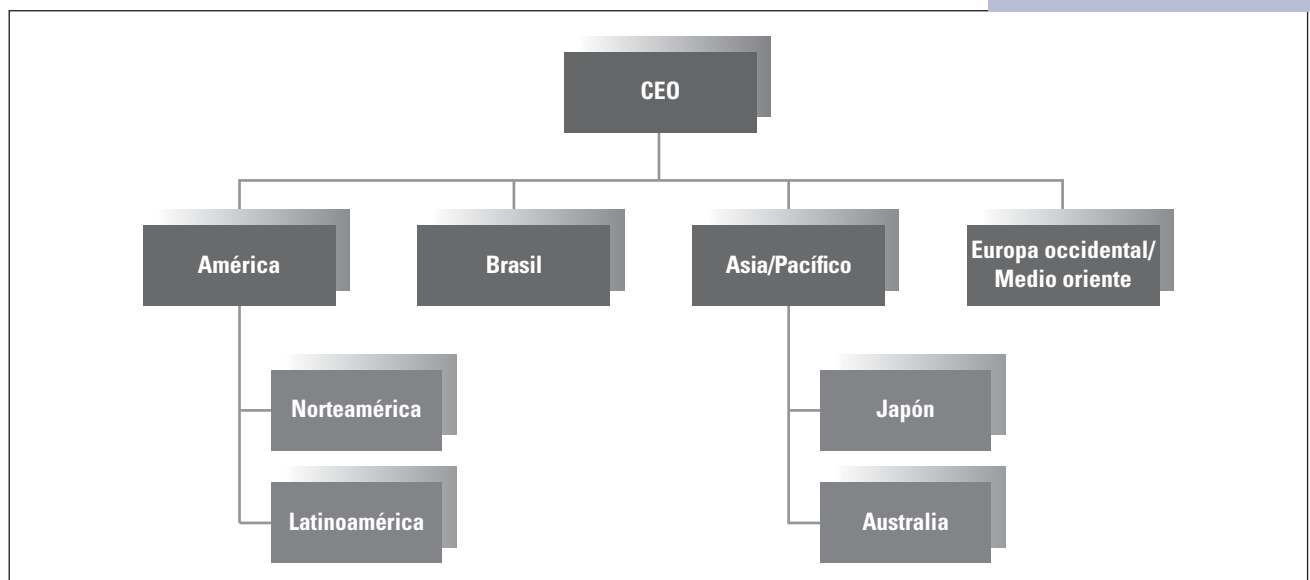 CEO
América
Brasil
Asia/Pacífico
Europa occidental/
Medio oriente
Norteamérica
Japón
Latinoamérica
Australia